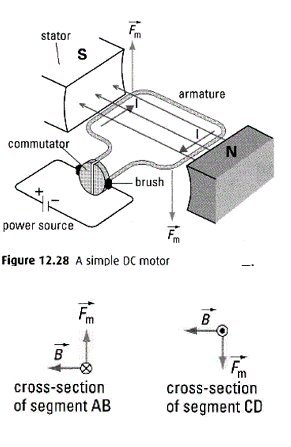 stator
S
F⃗m
armature
I
I
commutator
N
brush
+ −
power source
F⃗m
Figure 12.28 A simple DC motor
F⃗m
B⃗
cross-section
of segment AB
B⃗
F⃗m
cross-section
of segment CD